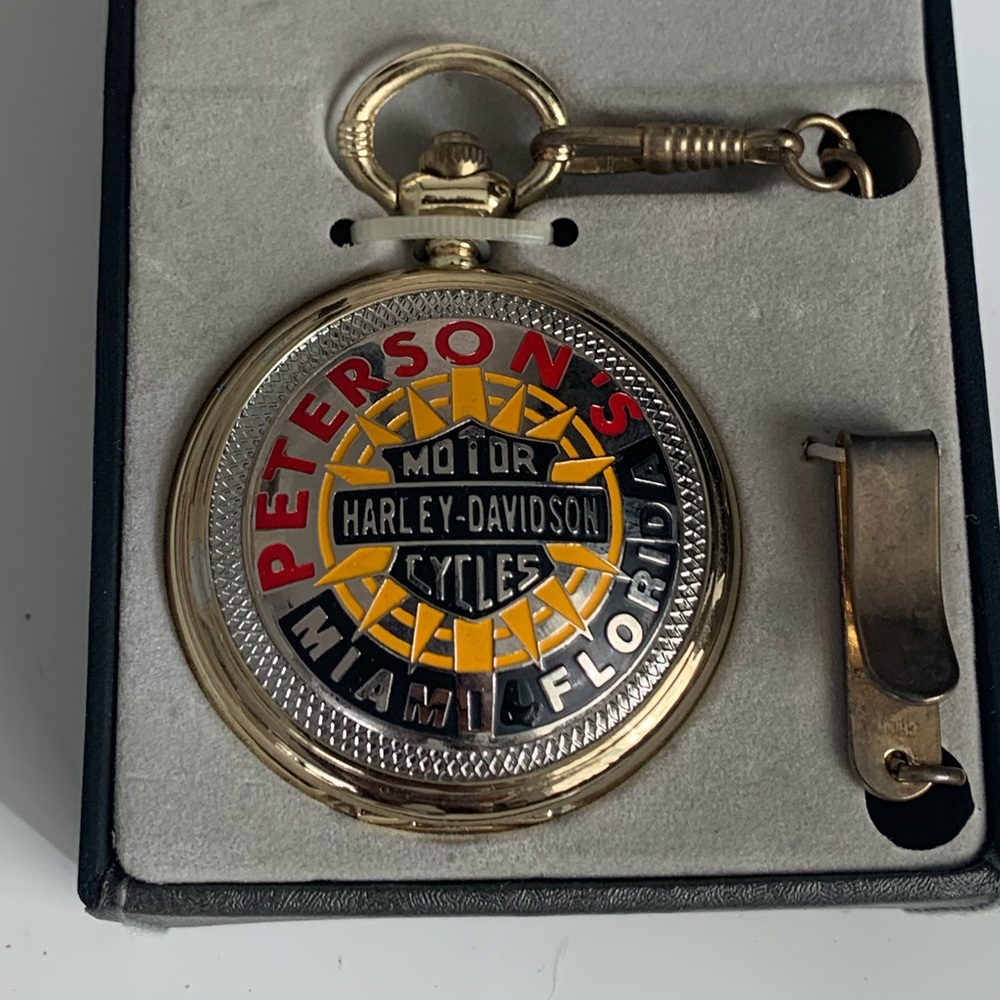 PETERSON'S
MOTOR
HARLEY-DAVIDSON
CYCLES
MIAMI, FLORIDA